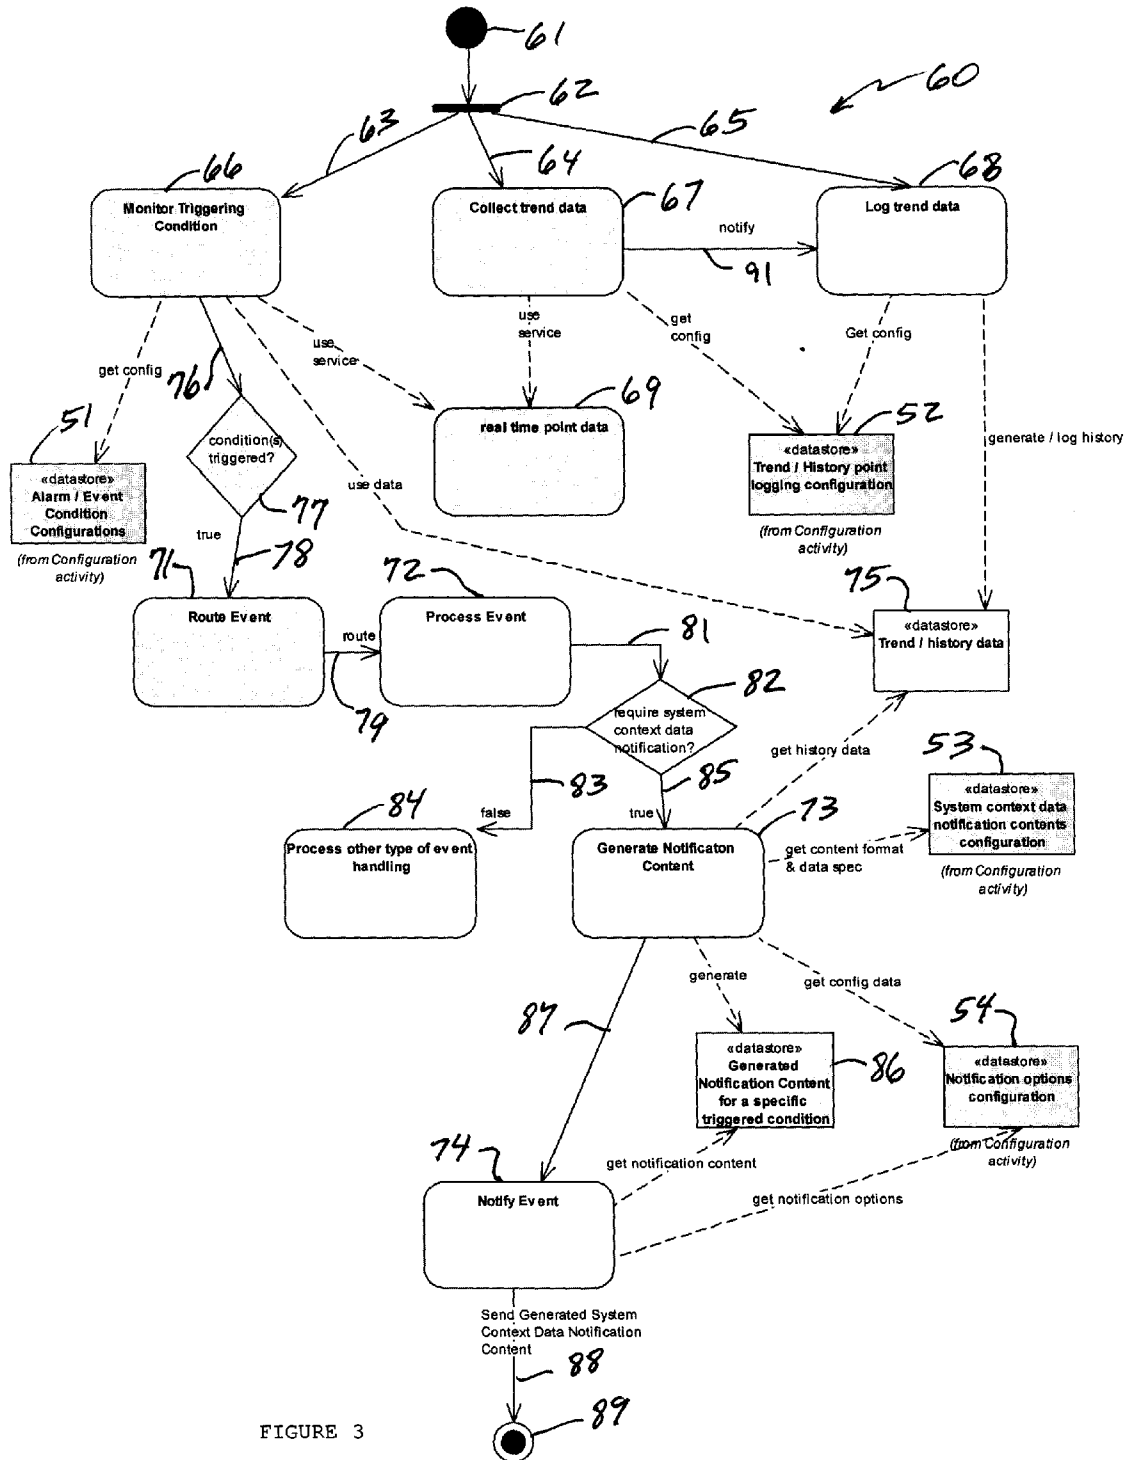 61
62
60
63
64
65
66
67
68
Monitor Triggering
Condition
Collect trend data
Log trend data
notify
91
use
service
get
config
Get config
use
service
get config
76
69
52
51
real time point data
condition(s)
triggered?
generate / log history
«datastore»
Trend / History point
logging configuration
(from Configuration
activity)
«datastore»
Alarm / Event
Condition
Configurations
(from Configuration
activity)
use data
77
true
78
71
72
75
Route Event
route
79
Process Event
81
«datastore»
Trend / history data
82
require system
context data
notification?
get history data
53
83
85
84
false
true
73
«datastore»
System context data
notification contents
configuration
(from Configuration
activity)
Process other type of event
handling
Generate Notificaton
Content
get content format
& data spec
generate
get config data
87
54
«datastore»
Generated
Notification Content
for a specific
triggered condition
86
«datastore»
Notification options
configuration
(from Configuration
activity)
74
get notification content
Notify Event
get notification options
Send Generated System
Context Data Notification
Content
88
89
FIGURE 3